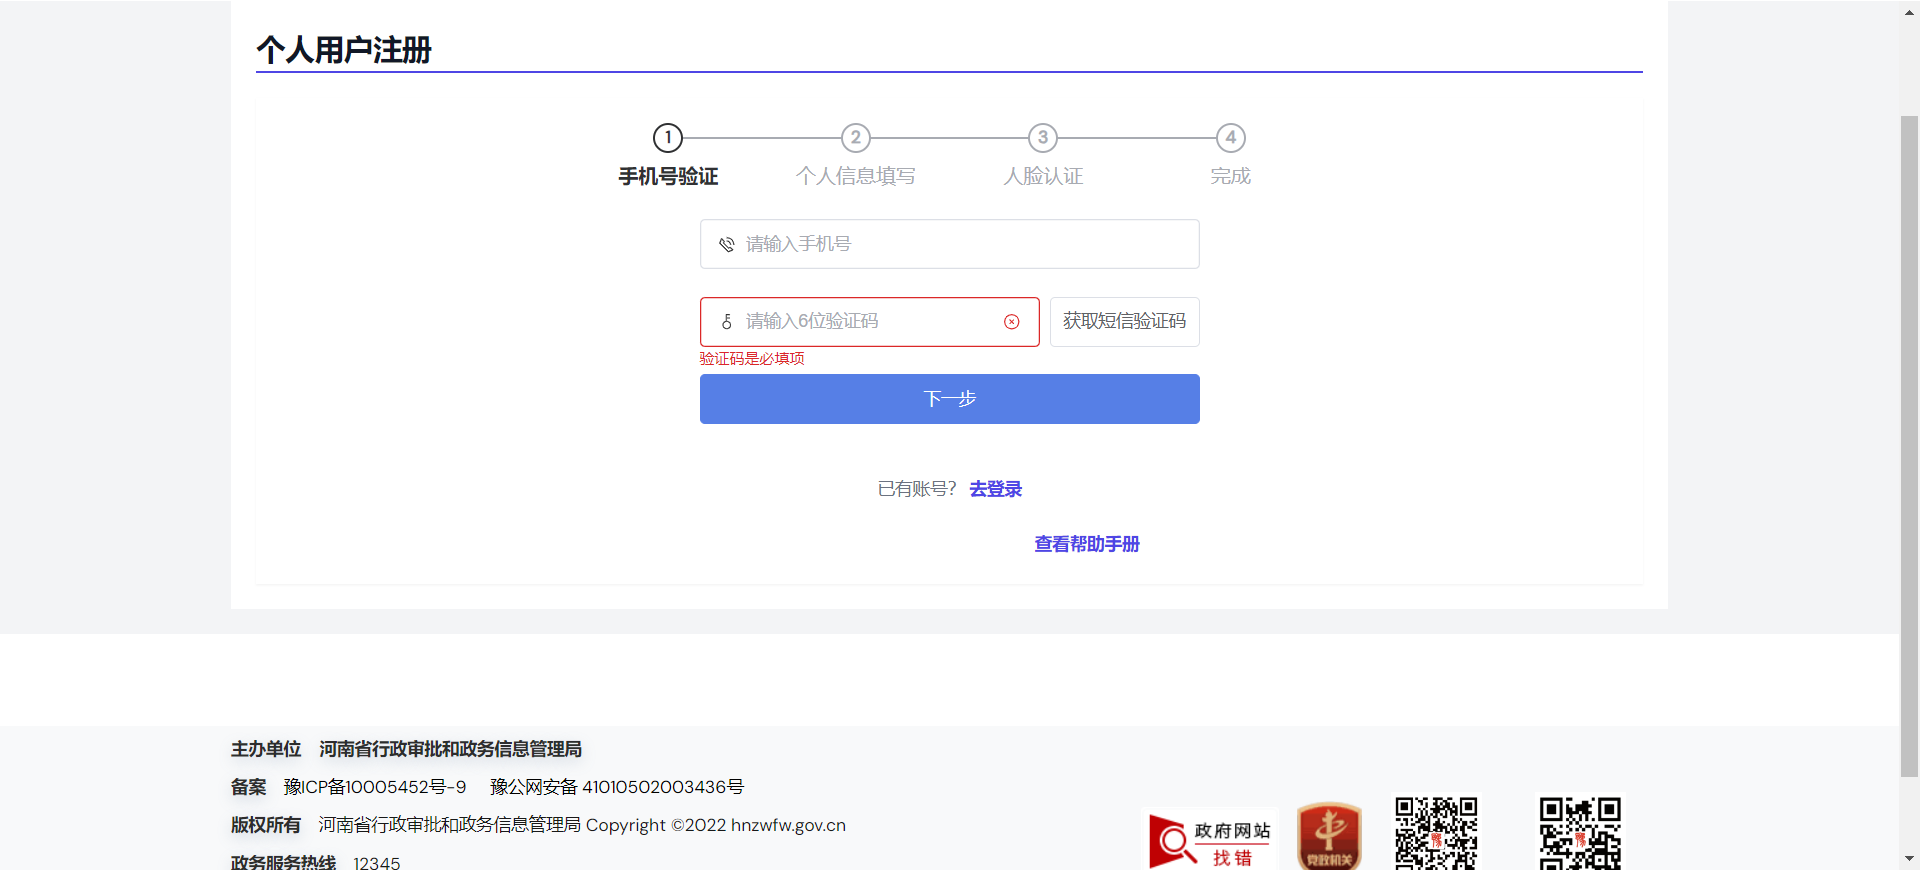 个人用户注册
1 2 3 4
手机号验证 个人信息填写 人脸认证 完成
请输入手机号
请输入6位验证码 获取短信验证码
验证码是必填项
下一步
已有账号? 去登录
查看帮助手册
主办单位 河南省行政审批和政务信息管理局
备案 豫ICP备10005452号-9 豫公网安备 41010502003436号
版权所有 河南省行政审批和政务信息管理局 Copyright ©2022 hnzwfw.gov.cn
政务服务热线 12345
政府网站
找错
党政机关
豫
豫